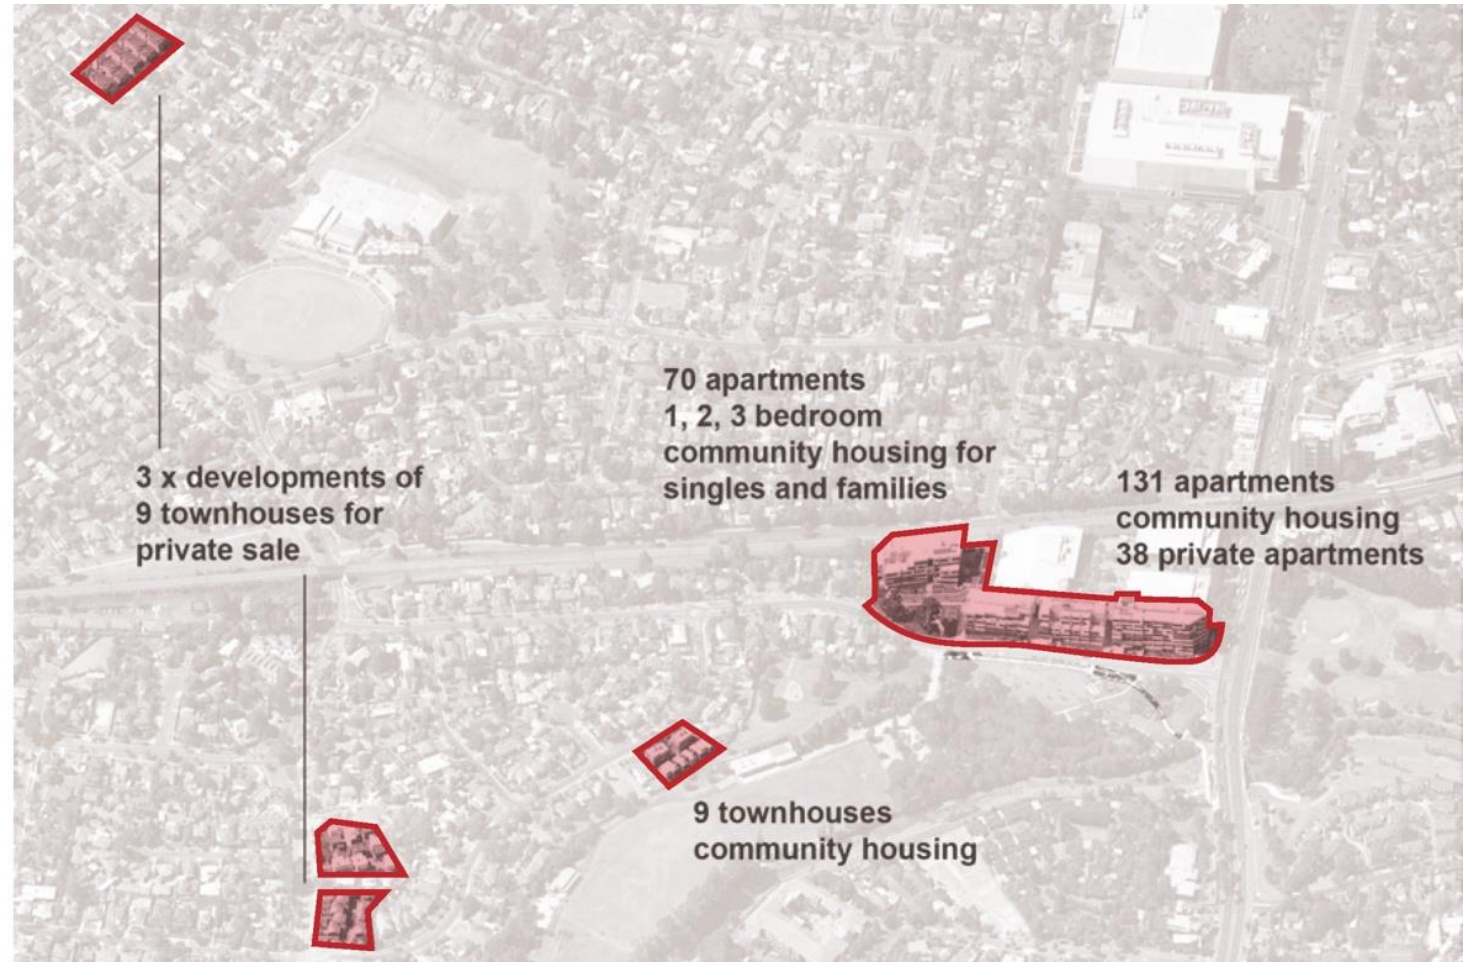 70 apartments
1, 2, 3 bedroom
community housing for
singles and families
131 apartments
community housing
38 private apartments
3 x developments of
9 townhouses for
private sale
9 townhouses
community housing